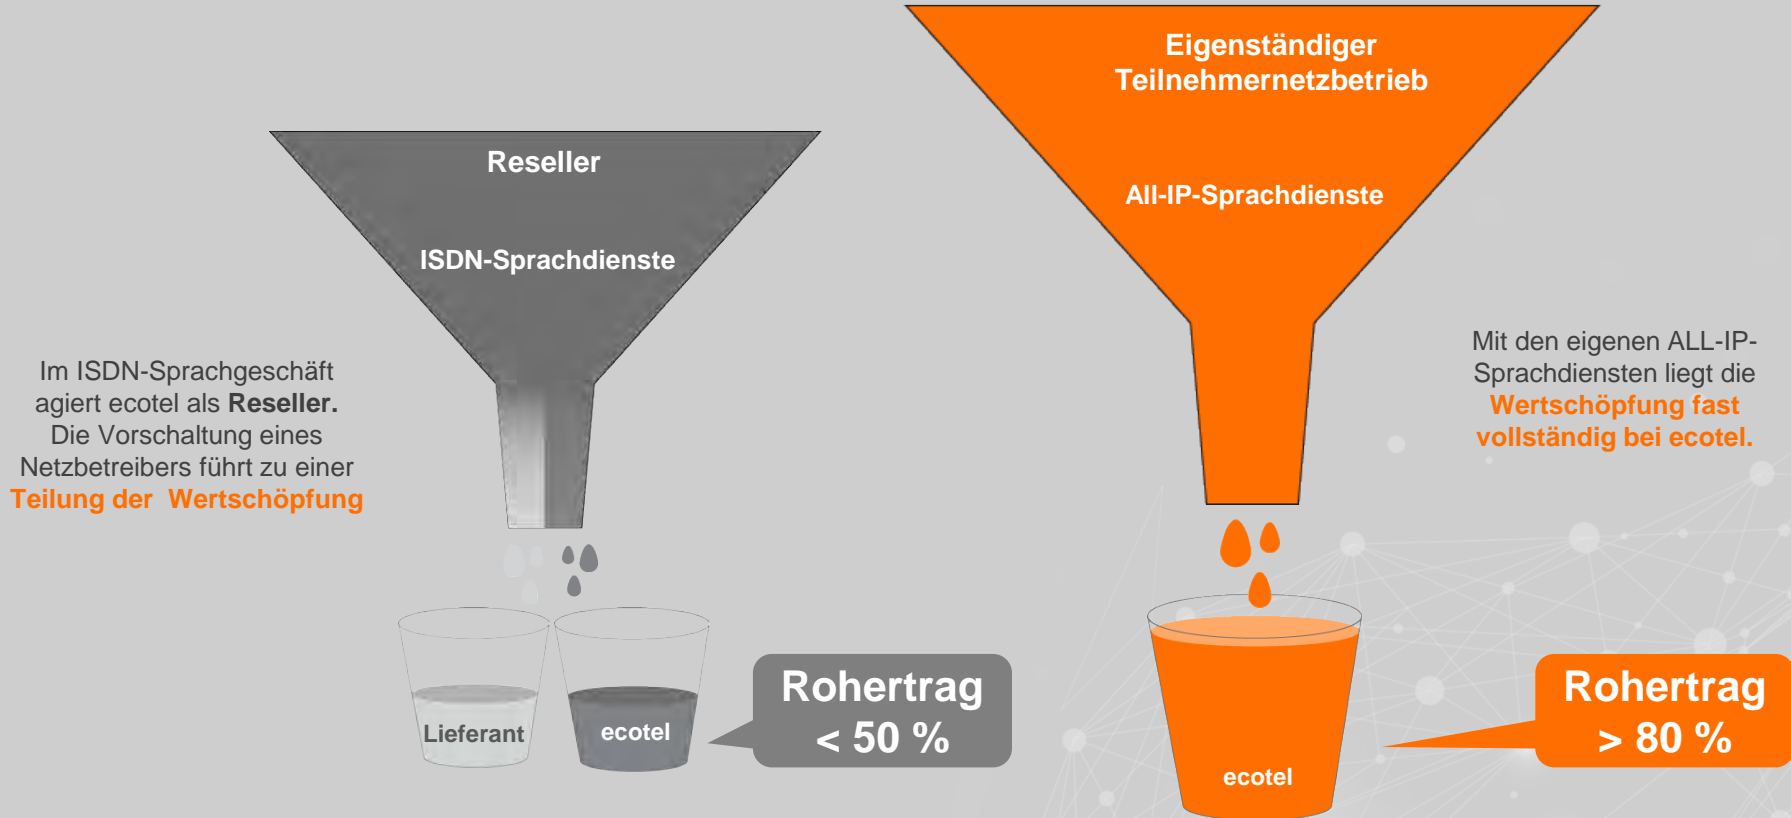 Eigenständiger
Teilnehmernetzbetrieb
All-IP-Sprachdienste
Reseller
ISDN-Sprachdienste
Im ISDN-Sprachgeschäft
agiert ecotel als Reseller.
Die Vorschaltung eines
Netzbetreibers führt zu einer
Teilung der Wertschöpfung
Mit den eigenen ALL-IP-
Sprachdiensten liegt die
Wertschöpfung fast
vollständig bei ecotel.
Lieferant
ecotel
Rohertrag
< 50 %
ecotel
Rohertrag
> 80 %